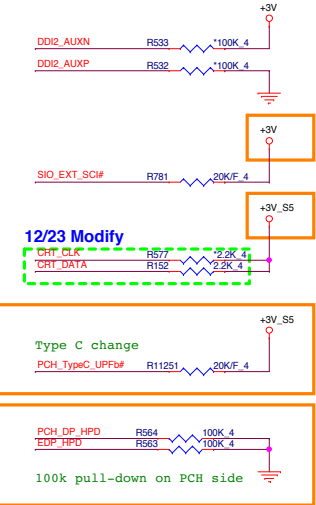 +3V
DDI2_AUXN R533 *100K_4
DDI2_AUXP R532 *100K_4
+3V
SIO_EXT_SCI# R781 20K/F_4
+3V_S5
12/23 Modify
CRT_CLK R577 *2.2K_4
CRT_DATA R152 2.2K_4
+3V_S5
Type C change
PCH_TypeC_UPFb# R11251 20K/F_4
PCH_DP_HPD R564 100K_4
EDP_HPD R563 100K_4
100k pull-down on PCH side